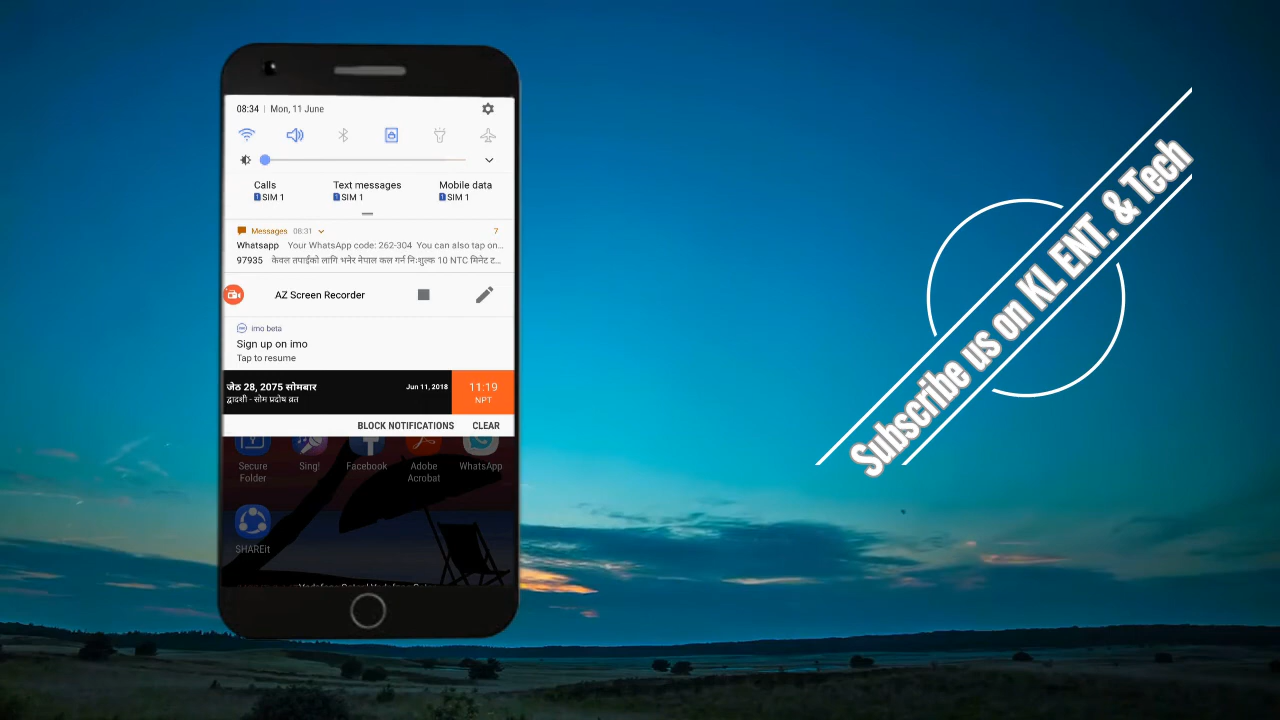 08:34 | Mon, 11 June
Calls
1 SIM 1
Text messages
1 SIM 1
Mobile data
1 SIM 1
Messages 08:31 7
Whatsapp Your WhatsApp code: 262-304 You can also tap on...
97935 केवल तपाईंको लागि भनेर नेपाल कल गर्न निःशुल्क 10 NTC मिनेट ट...
AZ Screen Recorder
imo beta
Sign up on imo
Tap to resume
जेठ 28, 2075 सोमबार
Jun 11, 2018
द्वादशी - सोम प्रदोष व्रत
11:19
NPT
BLOCK NOTIFICATIONS CLEAR
Secure
Folder
Sing!
Facebook
Adobe
Acrobat
WhatsApp
SHAREit
Subscribe us on KL ENT. & Tech